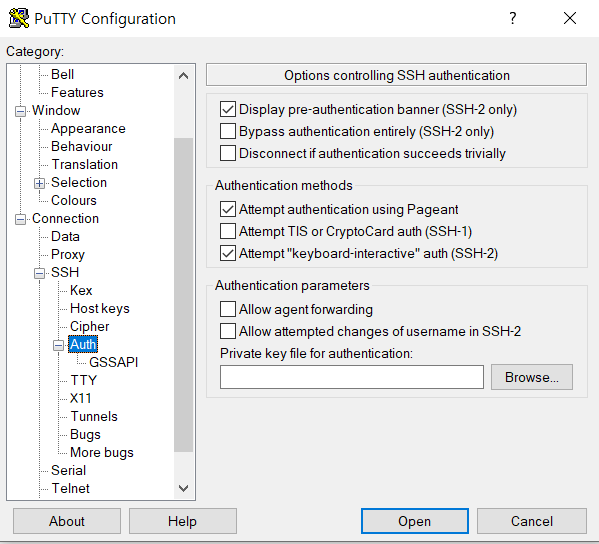 PuTTY Configuration
?
Category:
Bell
Features
Window
Appearance
Behaviour
Translation
Selection
Colours
Connection
Data
Proxy
SSH
Kex
Host keys
Cipher
Auth
GSSAPI
TTY
X11
Tunnels
Bugs
More bugs
Serial
Telnet
Options controlling SSH authentication
Display pre-authentication banner (SSH-2 only)
Bypass authentication entirely (SSH-2 only)
Disconnect if authentication succeeds trivially
Authentication methods
Attempt authentication using Pageant
Attempt TIS or CryptoCard auth (SSH-1)
Attempt "keyboard-interactive" auth (SSH-2)
Authentication parameters
Allow agent forwarding
Allow attempted changes of username in SSH-2
Private key file for authentication:
Browse...
About
Help
Open
Cancel